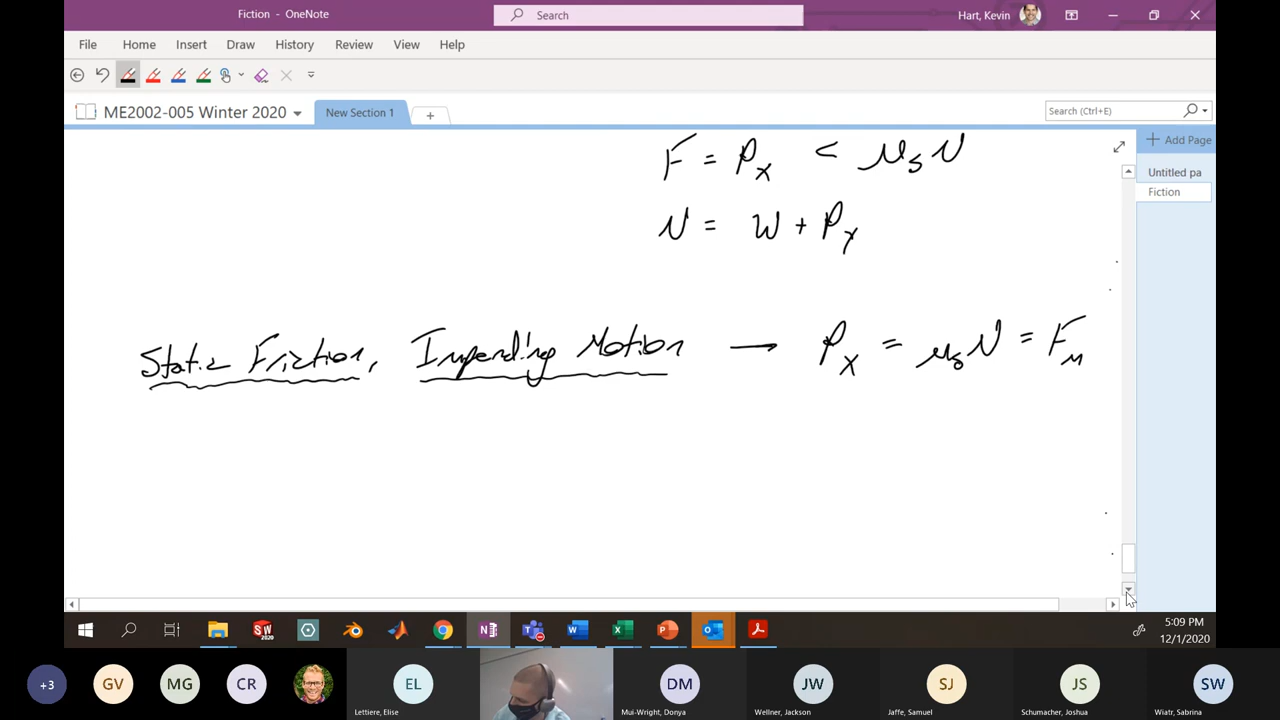 Fiction - OneNote
Search
Hart, Kevin
File Home Insert Draw History Review View Help
ME2002-005 Winter 2020
New Section 1
+
Search (Ctrl+E)
+ Add Page
Untitled pa
Fiction
F = Px < μsN
N = W + Py
Static Friction, Impending Motion → Px = μsN = Fm
5:09 PM
12/1/2020
+3
GV
MG
CR
EL
DM
JW
SJ
JS
SW
Lettiere, Elise
Mui-Wright, Donya
Wellner, Jackson
Jaffe, Samuel
Schumacher, Joshua
Wiatr, Sabrina